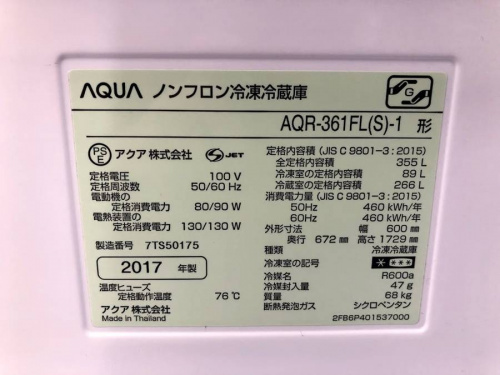 AQUA ノンフロン冷凍冷蔵庫
G
AQR-361FL(S)-1 形
PSE アクア株式会社 S JET
定格電圧 100 V
定格周波数 50/60 Hz
電動機の
定格消費電力 80/90 W
電熱装置の
定格消費電力 130/130 W
製造番号 7TS50175
2017 年製
温度ヒューズ
定格動作温度 76℃
アクア株式会社
Made in Thailand
定格内容積 (JIS C 9801-3 : 2015)
全定格内容積 355 L
冷凍室の定格内容積 89 L
冷蔵室の定格内容積 266 L
消費電力量 (JIS C 9801-3 : 2015)
50Hz 460 kWh/年
60Hz 460 kWh/年
外形寸法 幅 600 mm
奥行 672 mm 高さ 1729 mm
種類 冷凍冷蔵庫
冷凍室の記号 * ***
冷媒名 R600a
冷媒封入量 47 g
質量 68 kg
断熱発泡ガス シクロペンタン
2FB6P401537000